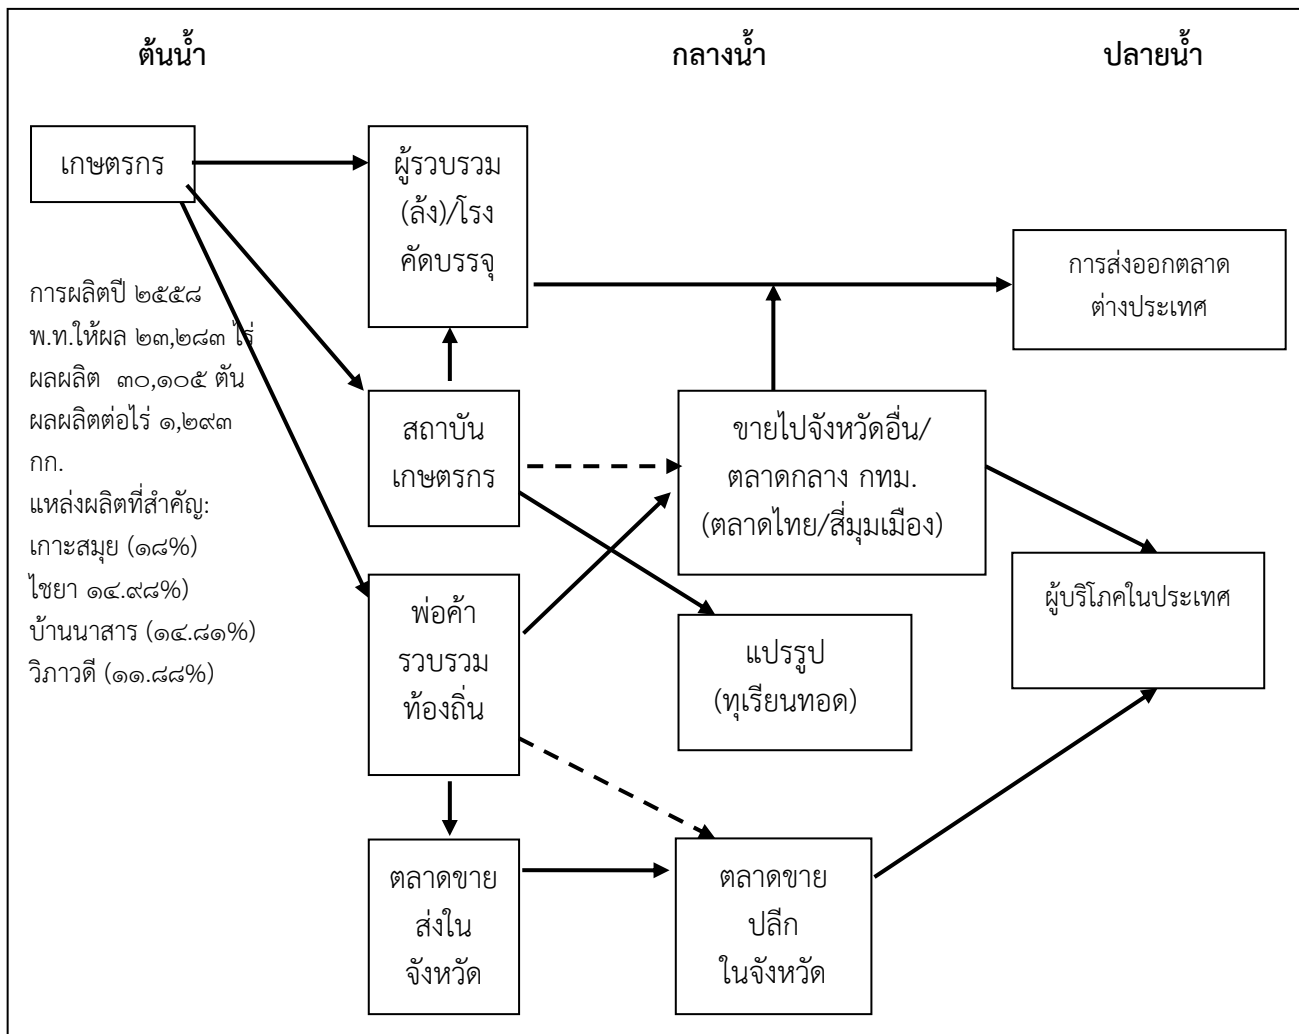 ต้นน้ำ
กลางน้ำ
ปลายน้ำ
เกษตรกร
การผลิตปี ๒๕๕๘
พ.ท.ให้ผล ๒๓,๒๘๓ ไร่
ผลผลิต ๓๐,๑๐๕ ตัน
ผลผลิตต่อไร่ ๑,๒๙๓
กก.
แหล่งผลิตที่สำคัญ:
เกาะสมุย (๑๘%)
ไชยา ๑๔.๙๘%)
บ้านนาสาร (๑๔.๘๑%)
วิภาวดี (๑๑.๘๘%)
ผู้รวบรวม
(ล้ง)/โรง
คัดบรรจุ
สถาบัน
เกษตรกร
พ่อค้า
รวบรวม
ท้องถิ่น
ตลาดขาย
ส่งใน
จังหวัด
ขายไปจังหวัดอื่น/
ตลาดกลาง กทม.
(ตลาดไทย/สี่มุมเมือง)
แปรรูป
(ทุเรียนทอด)
ตลาดขาย
ปลีก
ในจังหวัด
การส่งออกตลาด
ต่างประเทศ
ผู้บริโภคในประเทศ